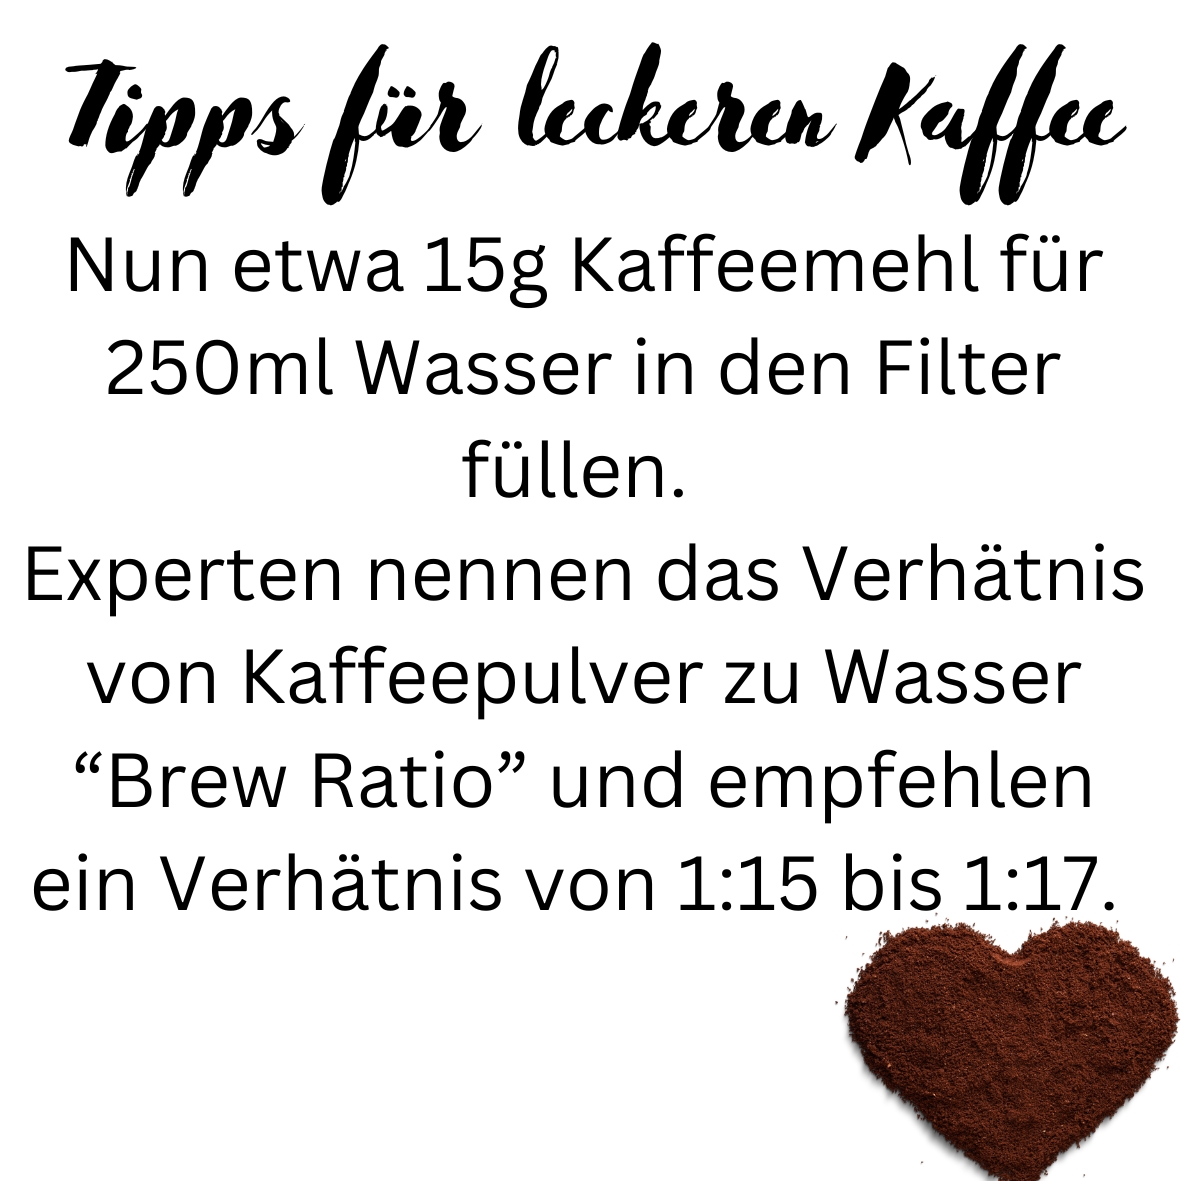 Tipps für leckeren Kaffee
Nun etwa 15g Kaffeemehl für
250ml Wasser in den Filter
füllen.
Experten nennen das Verhätnis
von Kaffeepulver zu Wasser
“Brew Ratio” und empfehlen
ein Verhätnis von 1:15 bis 1:17.